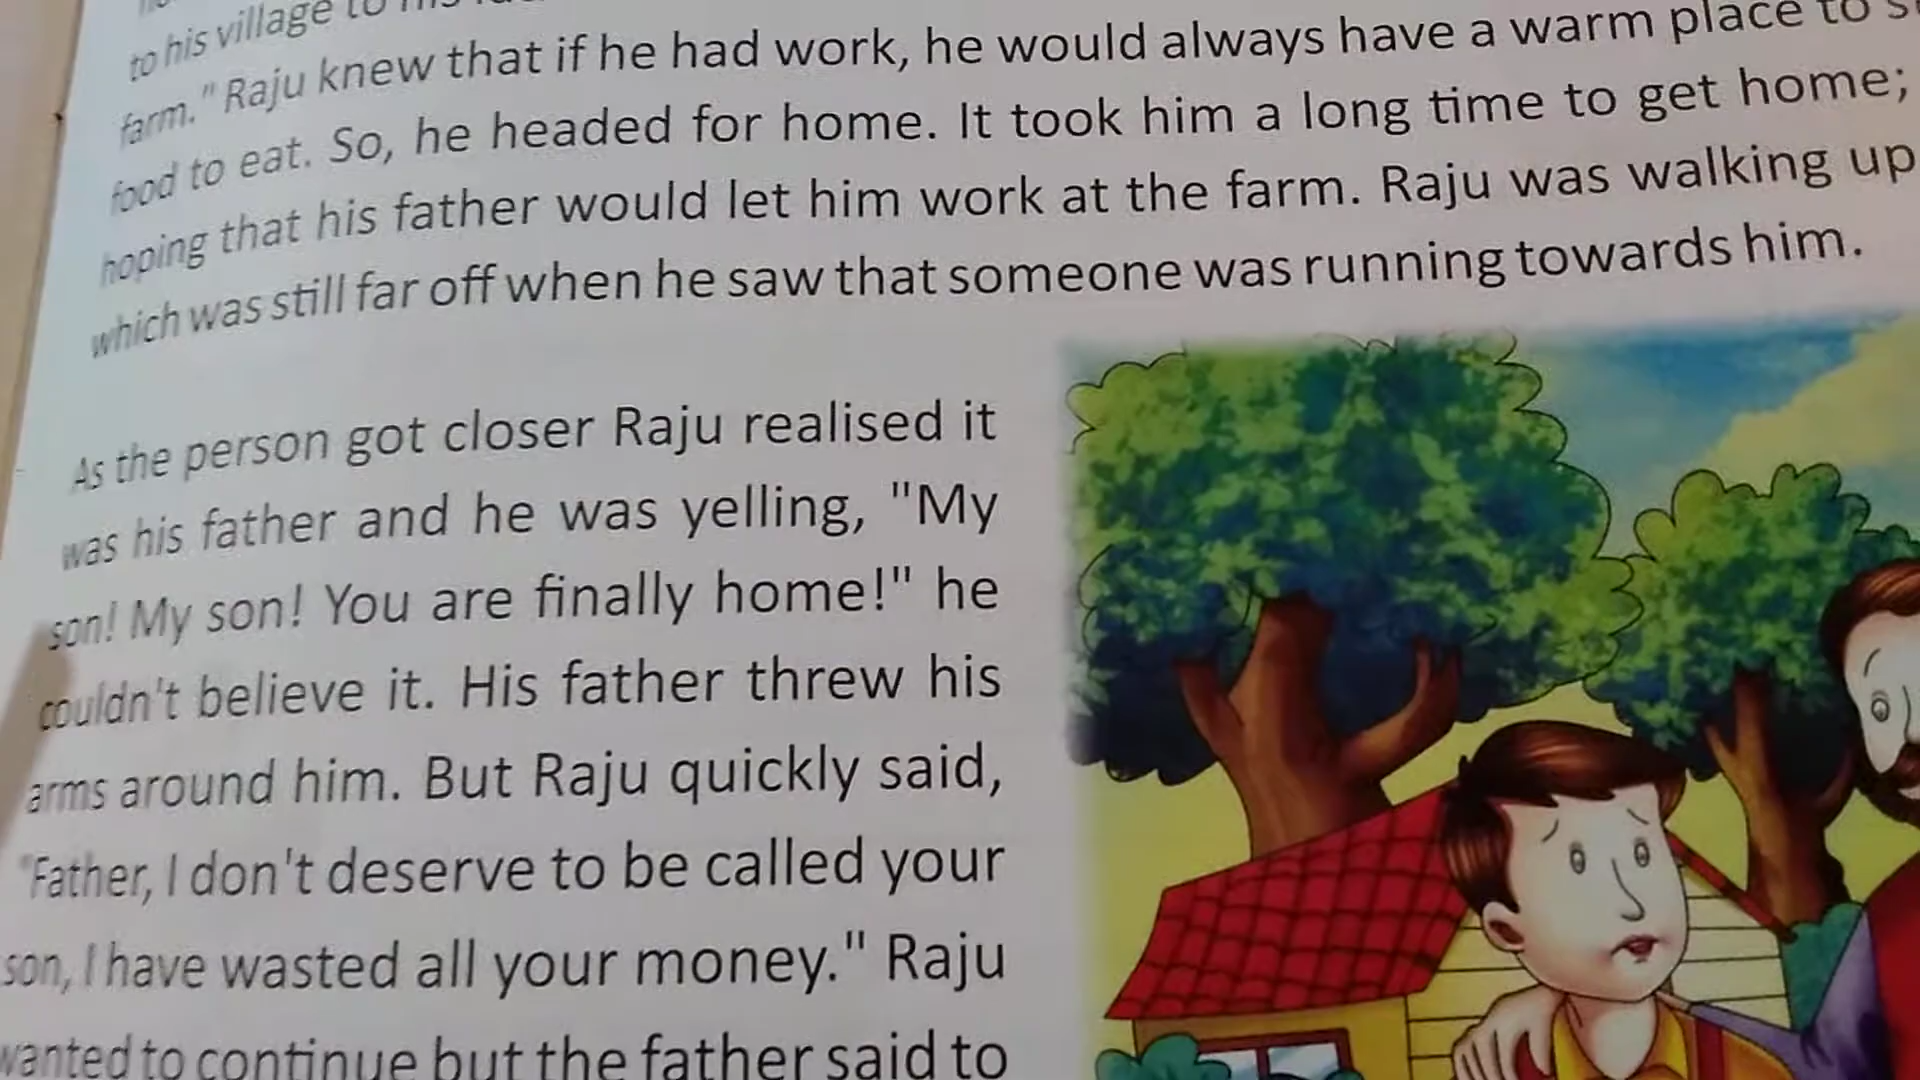 to his village to his
farm." Raju knew that if he had work, he would always have a warm place to
food to eat. So, he headed for home. It took him a long time to get home;
hoping that his father would let him work at the farm. Raju was walking up
which was still far off when he saw that someone was running towards him.
As the person got closer Raju realised it
was his father and he was yelling, "My
son! My son! You are finally home!" he
couldn't believe it. His father threw his
arms around him. But Raju quickly said,
"Father, I don't deserve to be called your
son, I have wasted all your money." Raju
wanted to continue but the father said to